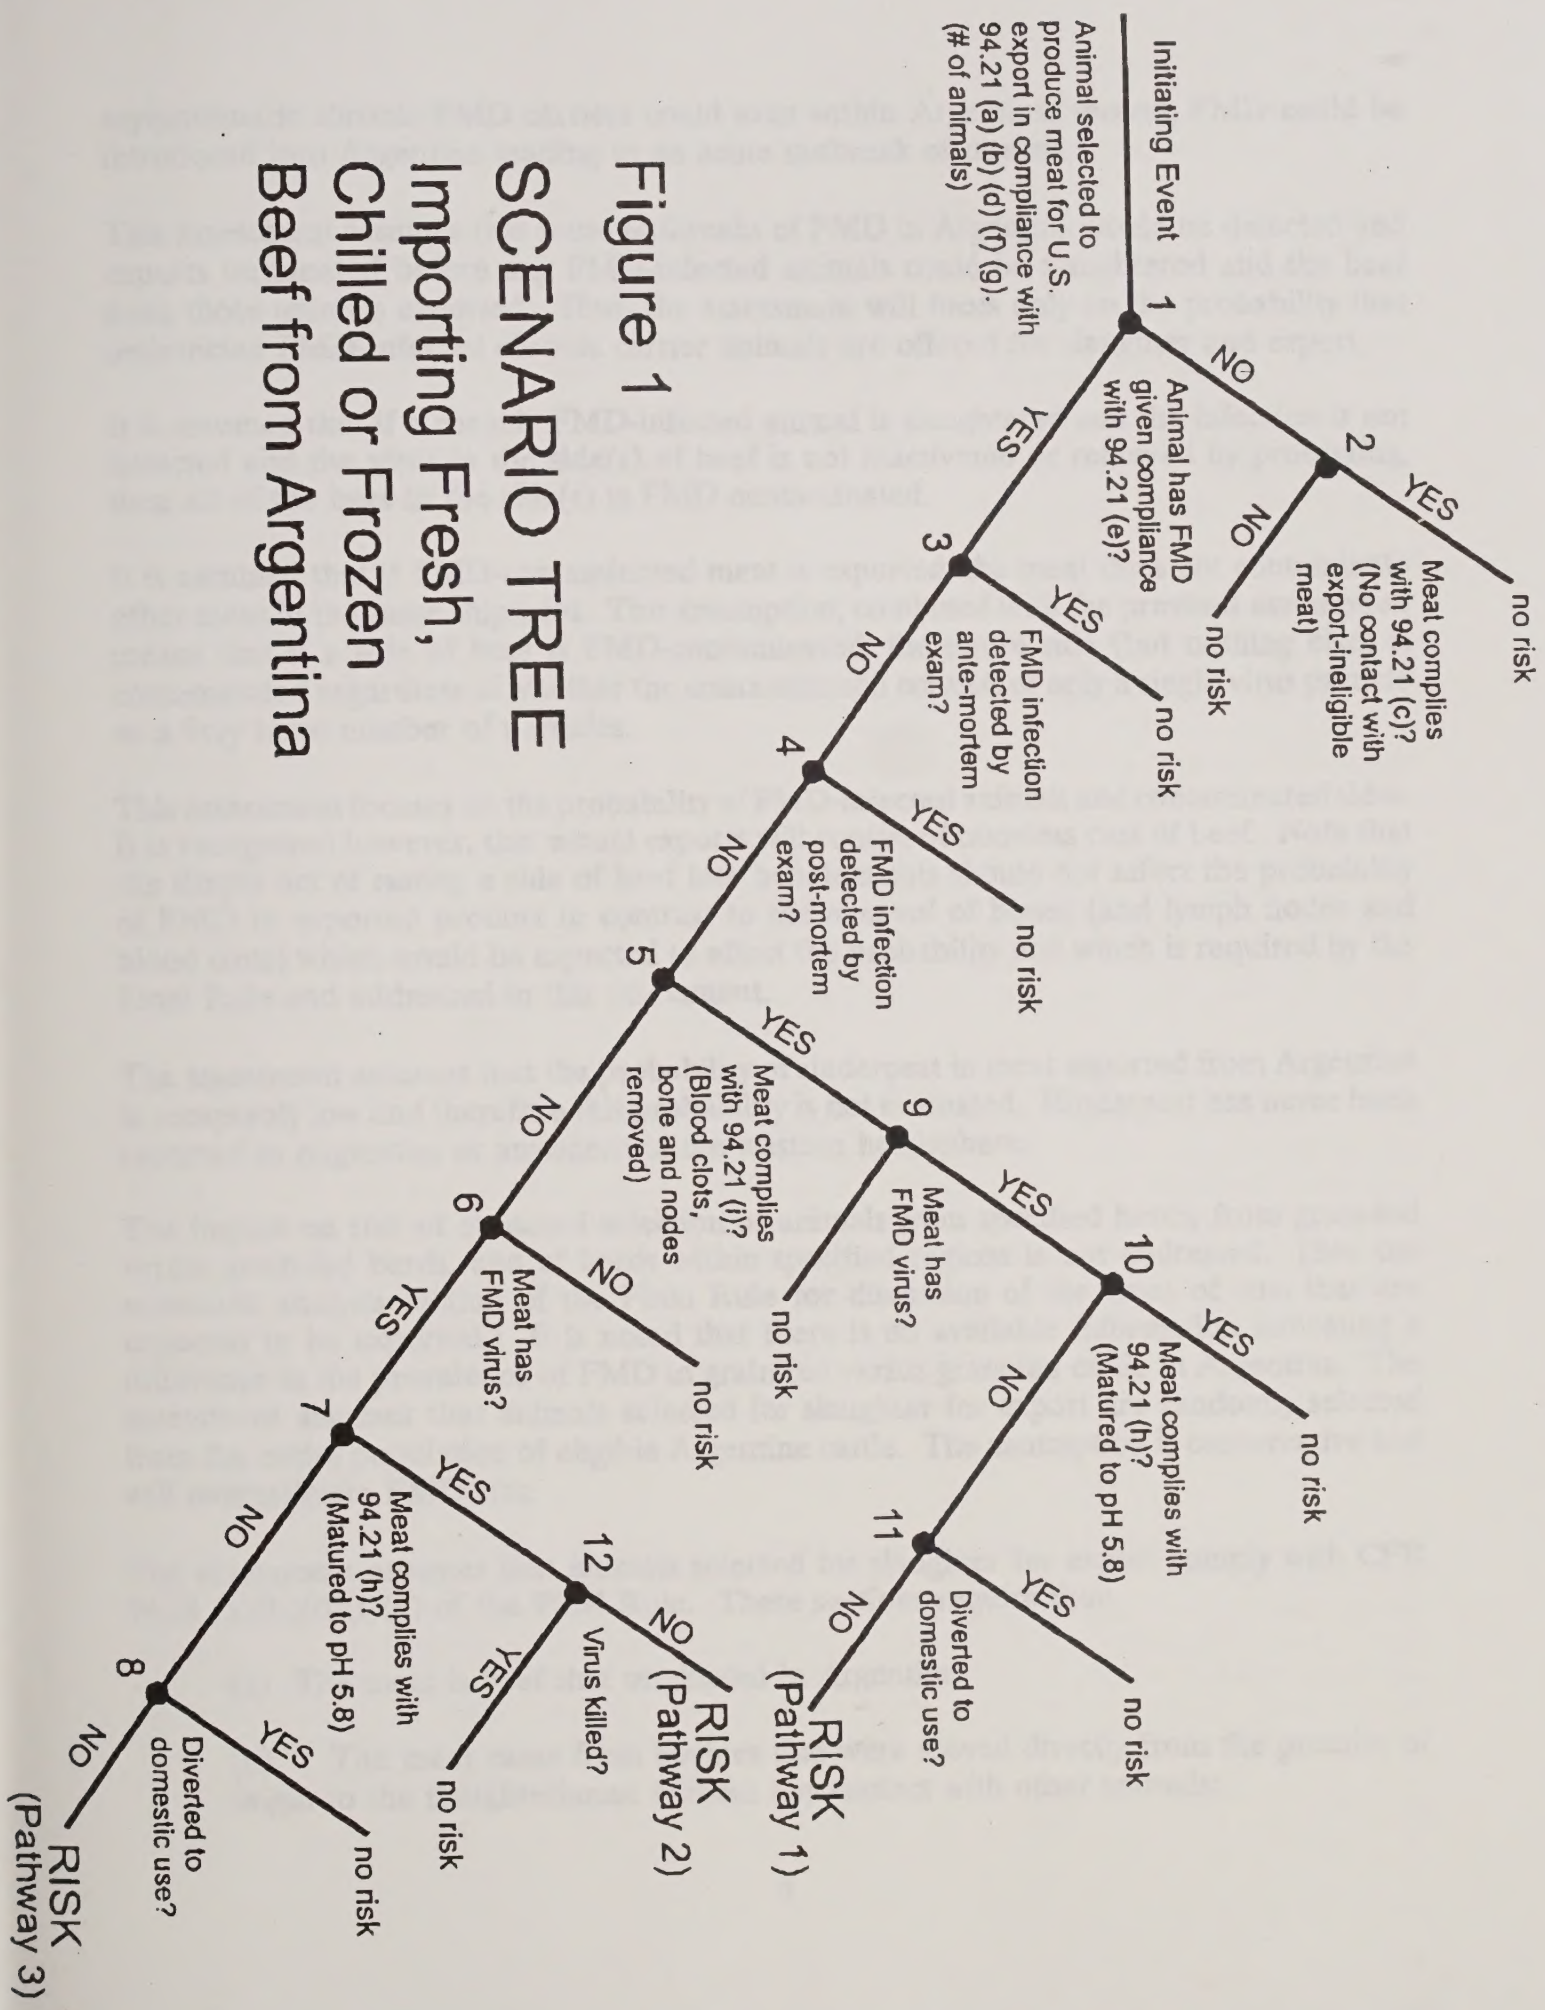 no risk
YES
2
Meat complies
with 94.21 (c)?
(No contact with
export-ineligible
meat)
NO
NO
no risk
Initiating Event
1
Animal selected to
produce meat for U.S.
export in compliance with
94.21 (a) (b) (d) (f) (g).
(# of animals)
Animal has FMD
given compliance
with 94.21 (e)?
YES
YES
no risk
3
FMD infection
detected by
ante-mortem
exam?
NO
YES
no risk
4
FMD infection
detected by
post-mortem
exam?
NO
5
YES
Meat complies
with 94.21 (i)?
(Blood clots,
bone and nodes
removed)
NO
9
YES
Meat has
FMD virus?
no risk
10
YES
no risk
Meat complies with
94.21 (h)?
(Matured to pH 5.8)
NO
11
YES
no risk
Diverted to
domestic use?
NO
RISK
(Pathway 1)
6
NO
no risk
Meat has
FMD virus?
YES
7
YES
Meat complies with
94.21 (h)?
(Matured to pH 5.8)
NO
12
NO
RISK
(Pathway 2)
Virus killed?
YES
no risk
8
YES
no risk
Diverted to
domestic use?
NO
RISK
(Pathway 3)
Figure 1
SCENARIO TREE
Importing Fresh,
Chilled or Frozen
Beef from Argentina